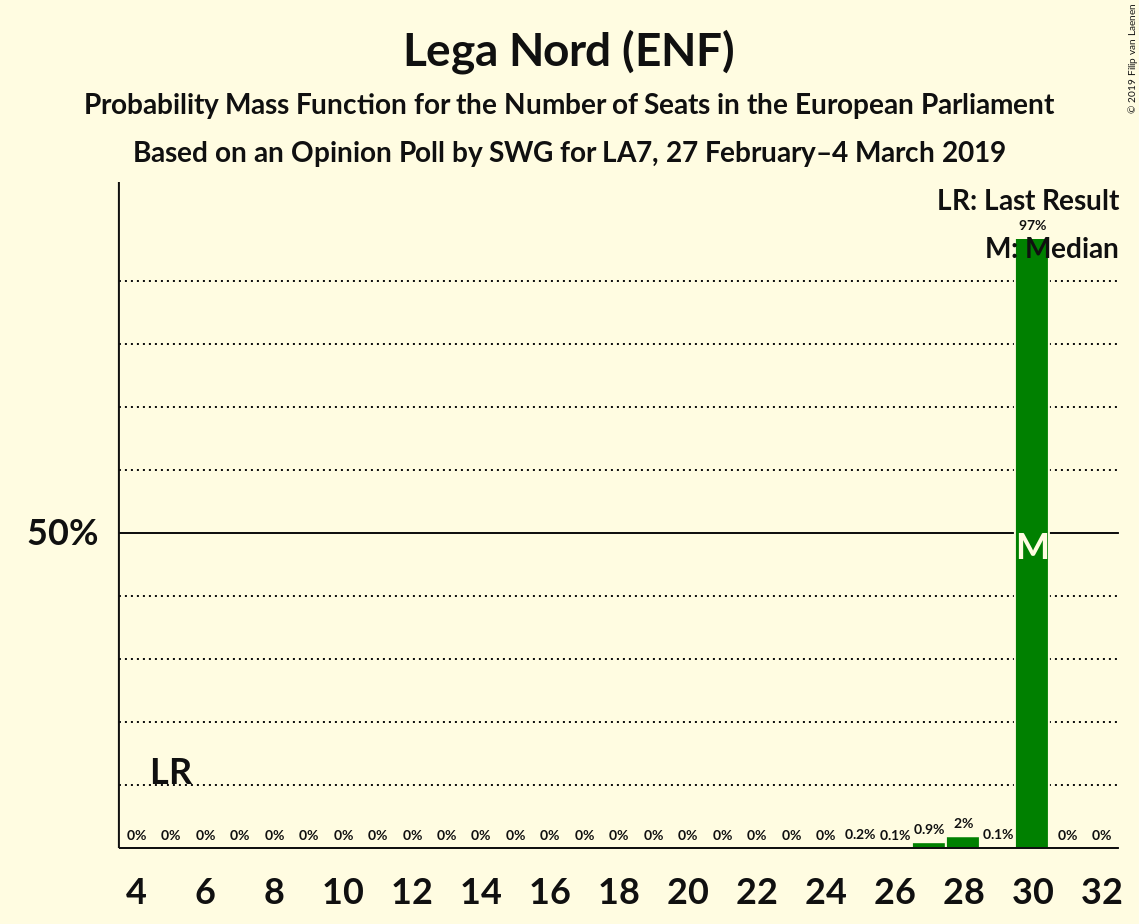 Lega Nord (ENF)
Probability Mass Function for the Number of Seats in the European Parliament
Based on an Opinion Poll by SWG for LA7, 27 February–4 March 2019
© 2019 Filip van Laenen
LR: Last Result
97%
M: Median
50%
M
LR
0% 0% 0% 0% 0% 0% 0% 0% 0% 0% 0% 0% 0% 0% 0% 0% 0% 0% 0% 0% 0% 0.2% 0.1% 0.9% 2% 0.1% 0% 0%
4 6 8 10 12 14 16 18 20 22 24 26 28 30 32